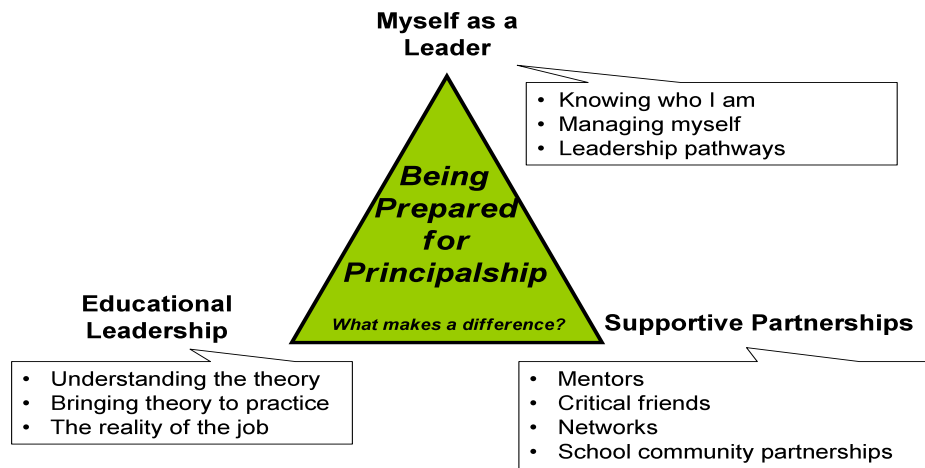 Myself as a
Leader
• Knowing who I am
• Managing myself
• Leadership pathways
Being
Prepared
for
Principalship
What makes a difference?
Educational
Leadership
• Understanding the theory
• Bringing theory to practice
• The reality of the job
Supportive Partnerships
• Mentors
• Critical friends
• Networks
• School community partnerships